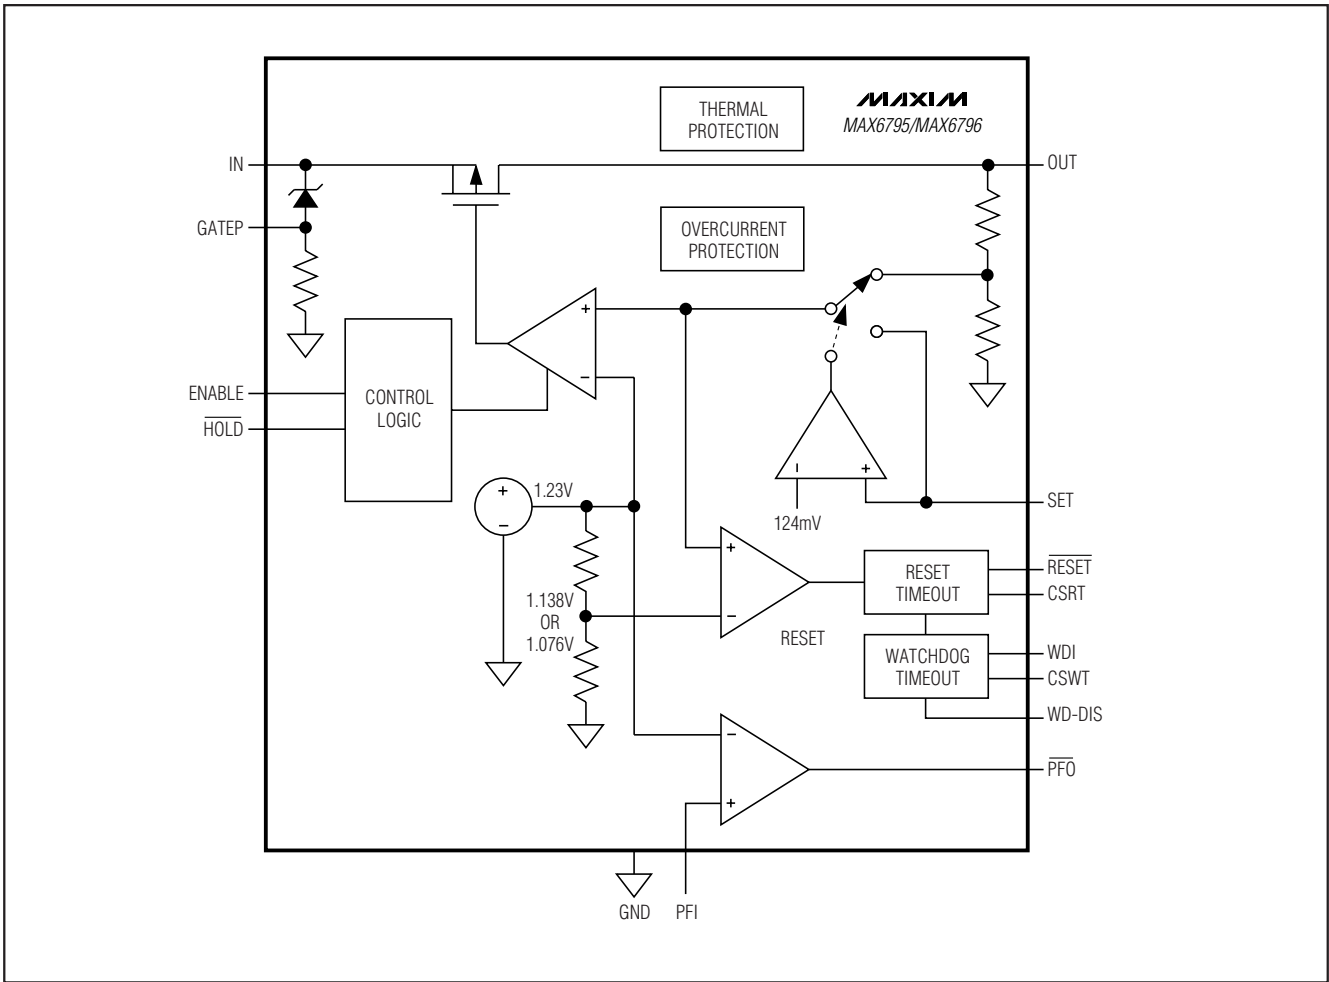 THERMAL
PROTECTION
MAXIM
MAX6795/MAX6796
IN
OUT
GATEP
OVERCURRENT
PROTECTION
+
−
ENABLE
HOLD
CONTROL
LOGIC
+
−
1.23V
−
+
124mV
SET
1.138V
OR
1.076V
+
−
RESET
RESET
TIMEOUT
RESET
CSRT
WATCHDOG
TIMEOUT
WDI
CSWT
WD-DIS
−
+
PFO
GND
PFI